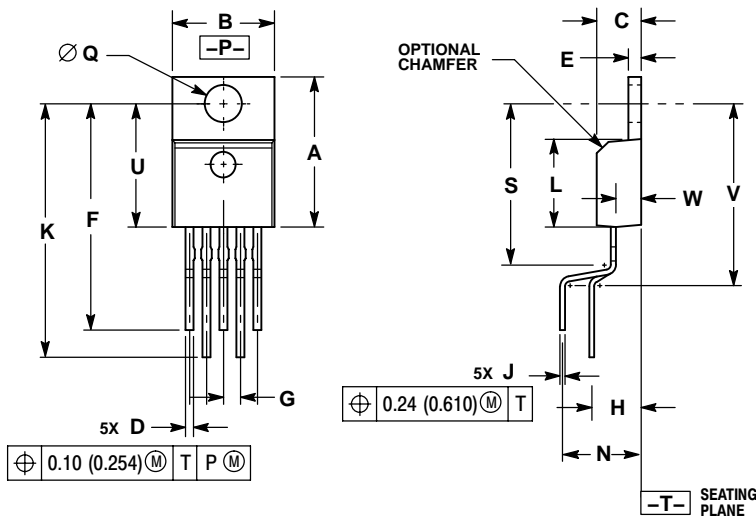 B
–P–
Ø Q
U
F
K
A
G
5X D
⌖ 0.10 (0.254) Ⓜ T P Ⓜ
C
E
OPTIONAL
CHAMFER
S
L
W
V
5X J
⌖ 0.24 (0.610) Ⓜ T
H
N
–T– SEATING
PLANE